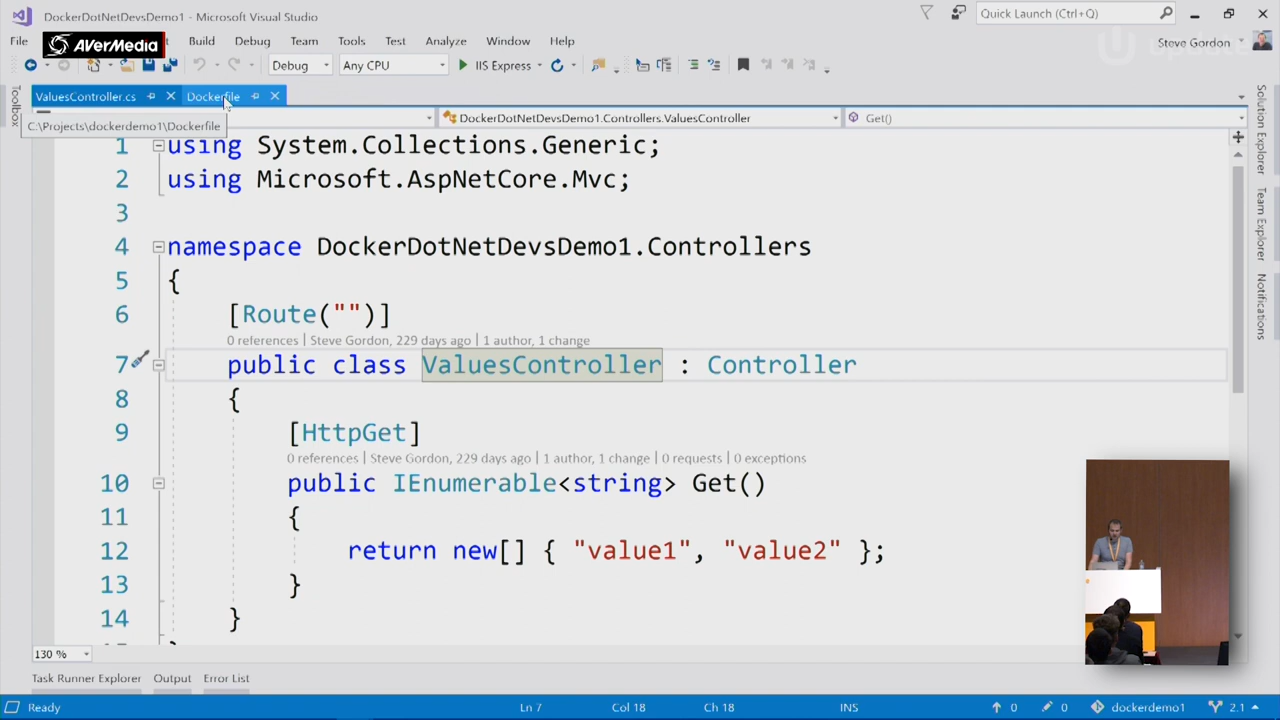 DockerDotNetDevsDemo1 - Microsoft Visual Studio
Quick Launch (Ctrl+Q)
File
AVerMedia
Build
Debug
Team
Tools
Test
Analyze
Window
Help
Steve Gordon
Debug
Any CPU
IIS Express
ValuesController.cs
Dockerfile
DockerDotNetDevsDemo1.Controllers.ValuesController
Get()
C:\Projects\dockerdemo1\Dockerfile
Toolbox
Solution Explorer
Team Explorer
Notifications
1 using System.Collections.Generic;
2 using Microsoft.AspNetCore.Mvc;
3
4 namespace DockerDotNetDevsDemo1.Controllers
5 {
6 [Route("")]
0 references | Steve Gordon, 229 days ago | 1 author, 1 change
7 public class ValuesController : Controller
8 {
9 [HttpGet]
0 references | Steve Gordon, 229 days ago | 1 author, 1 change | 0 requests | 0 exceptions
10 public IEnumerable<string> Get()
11 {
12 return new[] { "value1", "value2" };
13 }
14 }
130 %
Task Runner Explorer
Output
Error List
Ready
Ln 7
Col 18
Ch 18
INS
0
0
dockerdemo1
2.1